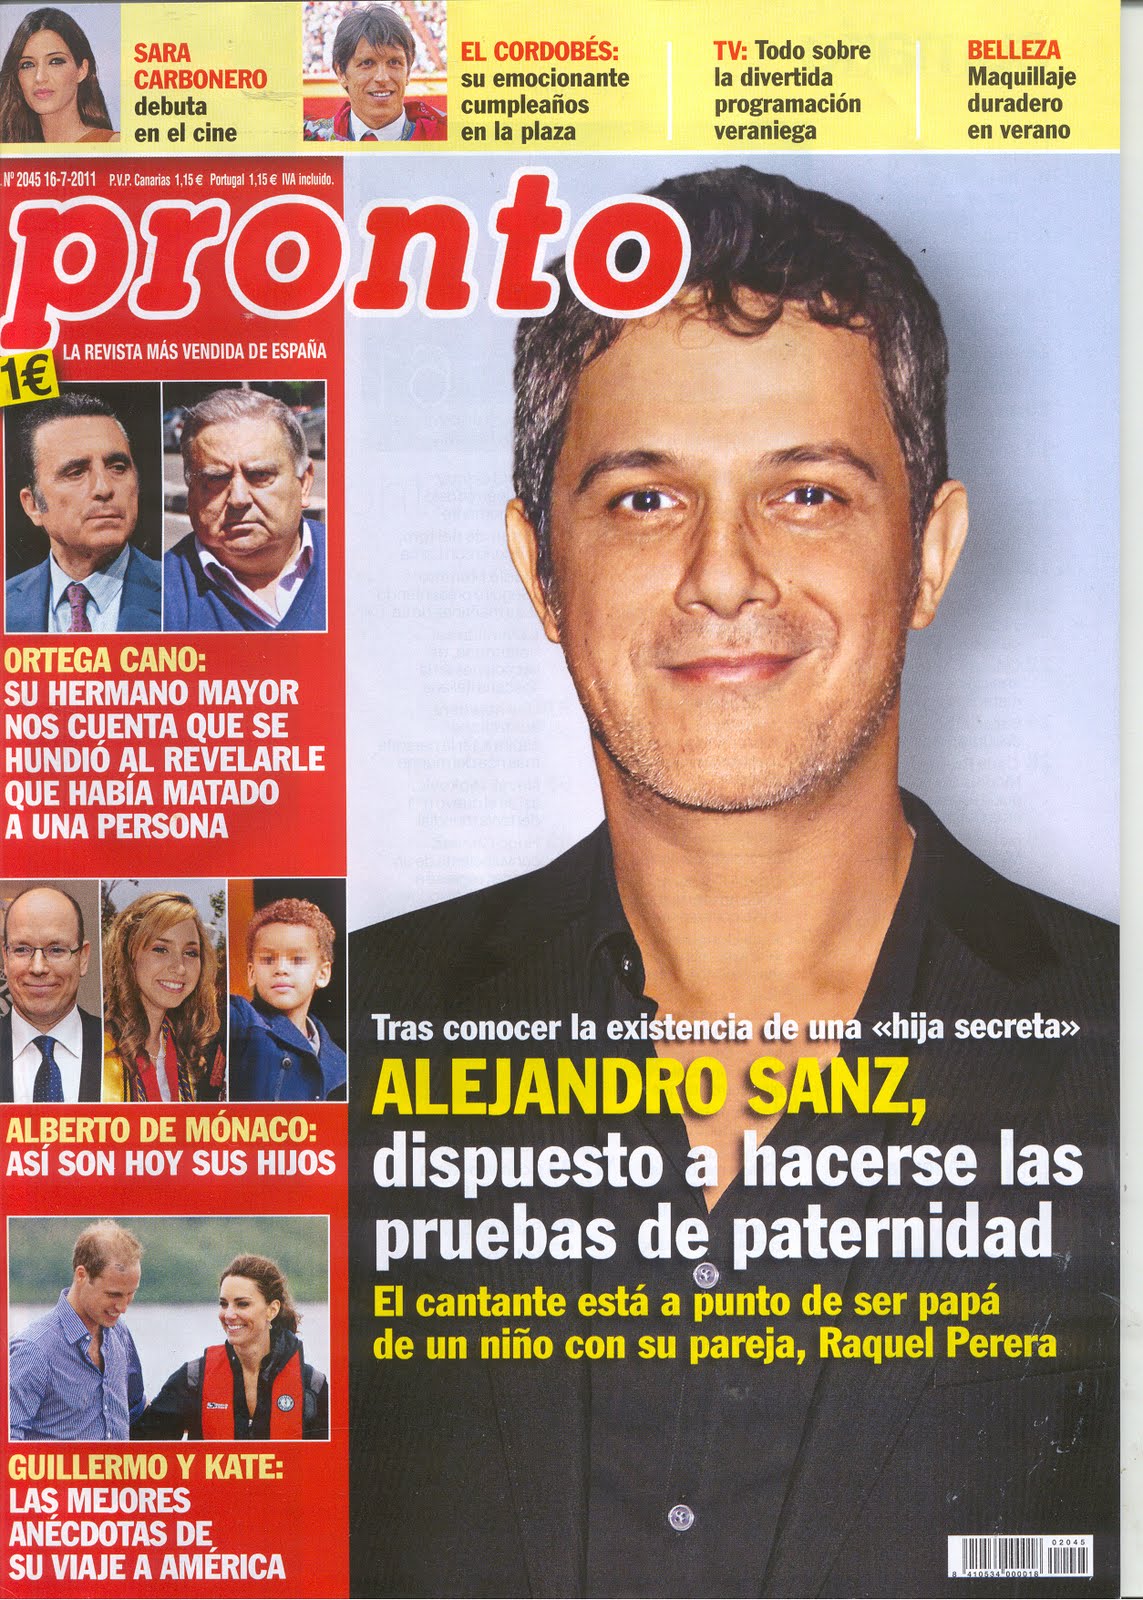 SARA
CARBONERO
debuta
en el cine
EL CORDOBÉS:
su emocionante
cumpleaños
en la plaza
TV: Todo sobre
la divertida
programación
veraniega
BELLEZA
Maquillaje
duradero
en verano
Nº 2045 16-7-2011 P.V.P. Canarias 1,15 € Portugal 1,15 € IVA incluido.
pronto
1€
LA REVISTA MÁS VENDIDA DE ESPAÑA
ORTEGA CANO:
SU HERMANO MAYOR
NOS CUENTA QUE SE
HUNDIÓ AL REVELARLE
QUE HABÍA MATADO
A UNA PERSONA
ALBERTO DE MÓNACO:
ASÍ SON HOY SUS HIJOS
GUILLERMO Y KATE:
LAS MEJORES
ANÉCDOTAS DE
SU VIAJE A AMÉRICA
Tras conocer la existencia de una «hija secreta»
ALEJANDRO SANZ,
dispuesto a hacerse las
pruebas de paternidad
El cantante está a punto de ser papá
de un niño con su pareja, Raquel Perera
02045
8 410534 000018